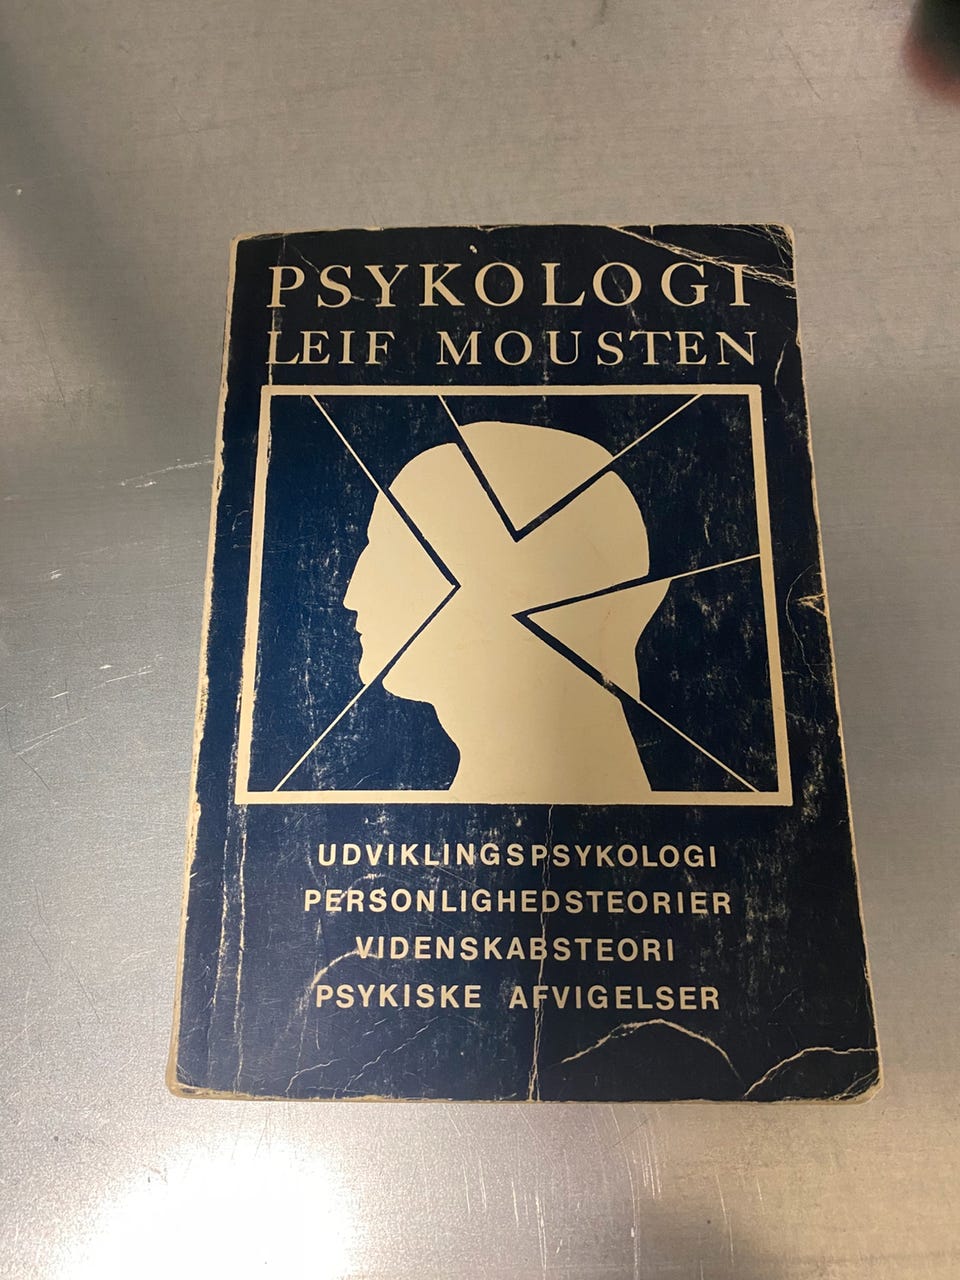 PSYKOLOGI
LEIF MOUSTEN
UDVIKLINGSPSYKOLOGI
PERSONLIGHEDSTEORIER
VIDENSKABSTEORI
PSYKISKE AFVIGELSER